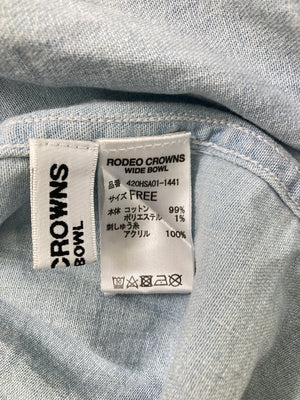 CROWNS
BOWL
RODEO CROWNS
WIDE BOWL
品番 420HSA01-1441
サイズ FREE
本体 コットン 99%
ポリエステル 1%
刺しゅう糸
アクリル 100%